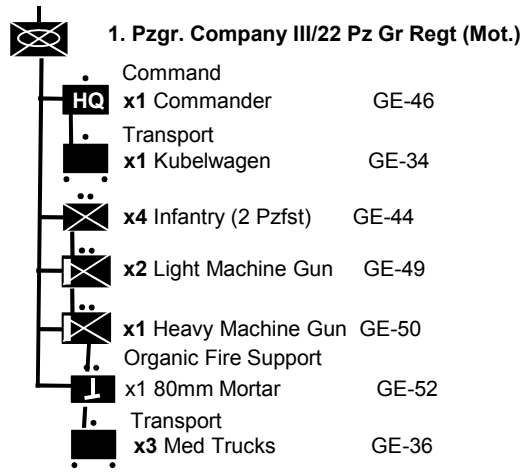 1. Pzgr. Company III/22 Pz Gr Regt (Mot.)
Command
HQ x1 Commander GE-46
Transport
x1 Kubelwagen GE-34
x4 Infantry (2 Pzfst) GE-44
x2 Light Machine Gun GE-49
x1 Heavy Machine Gun GE-50
Organic Fire Support
x1 80mm Mortar GE-52
Transport
x3 Med Trucks GE-36